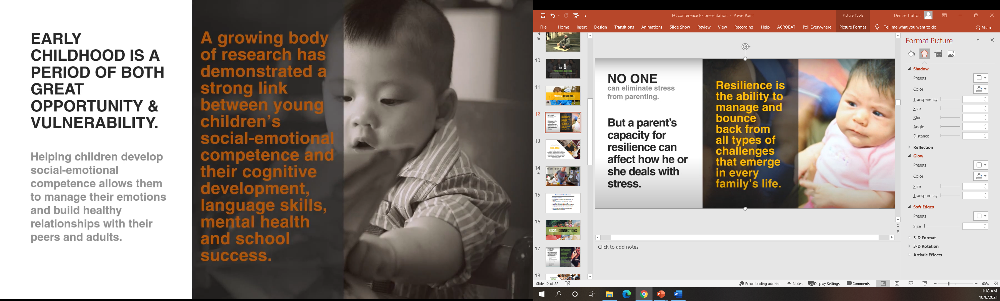 EARLY
CHILDHOOD IS A
PERIOD OF BOTH
GREAT
OPPORTUNITY &
VULNERABILITY.
Helping children develop
social-emotional
competence allows them
to manage their emotions
and build healthy
relationships with their
peers and adults.
A growing body
of research has
demonstrated a
strong link
between young
children’s
social-emotional
competence and
their cognitive
development,
language skills,
mental health
and school
success.
EC conference PF presentation - PowerPoint
Picture Tools
Denise Trafton
File Home Insert Design Transitions Animations Slide Show Review View Recording Help ACROBAT Poll Everywhere Picture Format Tell me what you want to do Share
9
10
THE 5
PROTECTIVE FACTORS
11
PARENTAL RESILIENCE
12
13
RESILIENCE
14
RESILIENCE
15
Parental Resilience
16
SOCIAL CONNECTIONS
17
FRIENDS
FAMILY
NEIGHBORS
COMMUNITY
MEMBERS
18
NO ONE
can eliminate stress
from parenting.
But a parent’s
capacity for
resilience can
affect how he or
she deals with
stress.
Resilience is
the ability to
manage and
bounce
back from
all types of
challenges
that emerge
in every
family’s life.
Click to add notes
Format Picture
Shadow
Presets
Color
Transparency
Size
Blur
Angle
Distance
Reflection
Glow
Presets
Color
Size
Transparency
Soft Edges
Presets
Size
3-D Format
3-D Rotation
Artistic Effects
Slide 12 of 32
Error loading add-ins Notes Display Settings Comments 60%
11:18 AM
10/6/2021